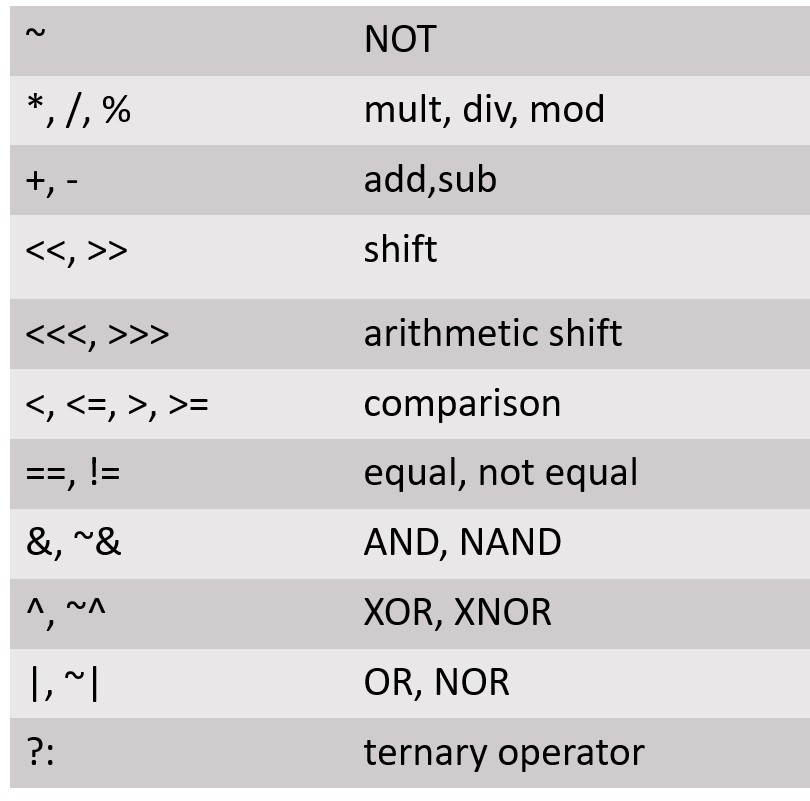 ~ NOT
*, /, % mult, div, mod
+, - add,sub
<<, >> shift
<<<, >>> arithmetic shift
<, <=, >, >= comparison
==, != equal, not equal
&, ~& AND, NAND
^, ~^ XOR, XNOR
|, ~| OR, NOR
?: ternary operator